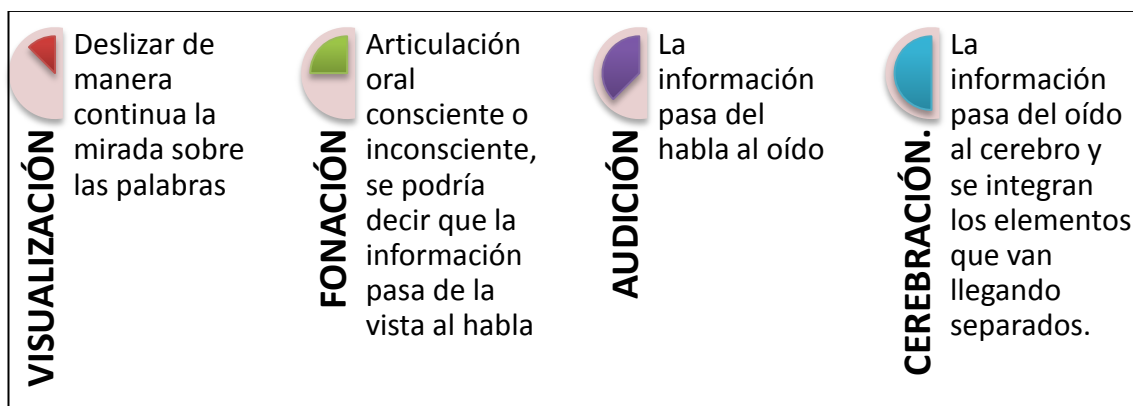 VISUALIZACIÓN
Deslizar de
manera
continua la
mirada sobre
las palabras
FONACIÓN
Articulación
oral
consciente o
inconsciente,
se podría
decir que la
información
pasa de la
vista al habla
AUDICIÓN
La
información
pasa del
habla al oído
CEREBRACIÓN.
La
información
pasa del oído
al cerebro y
se integran
los elementos
que van
llegando
separados.